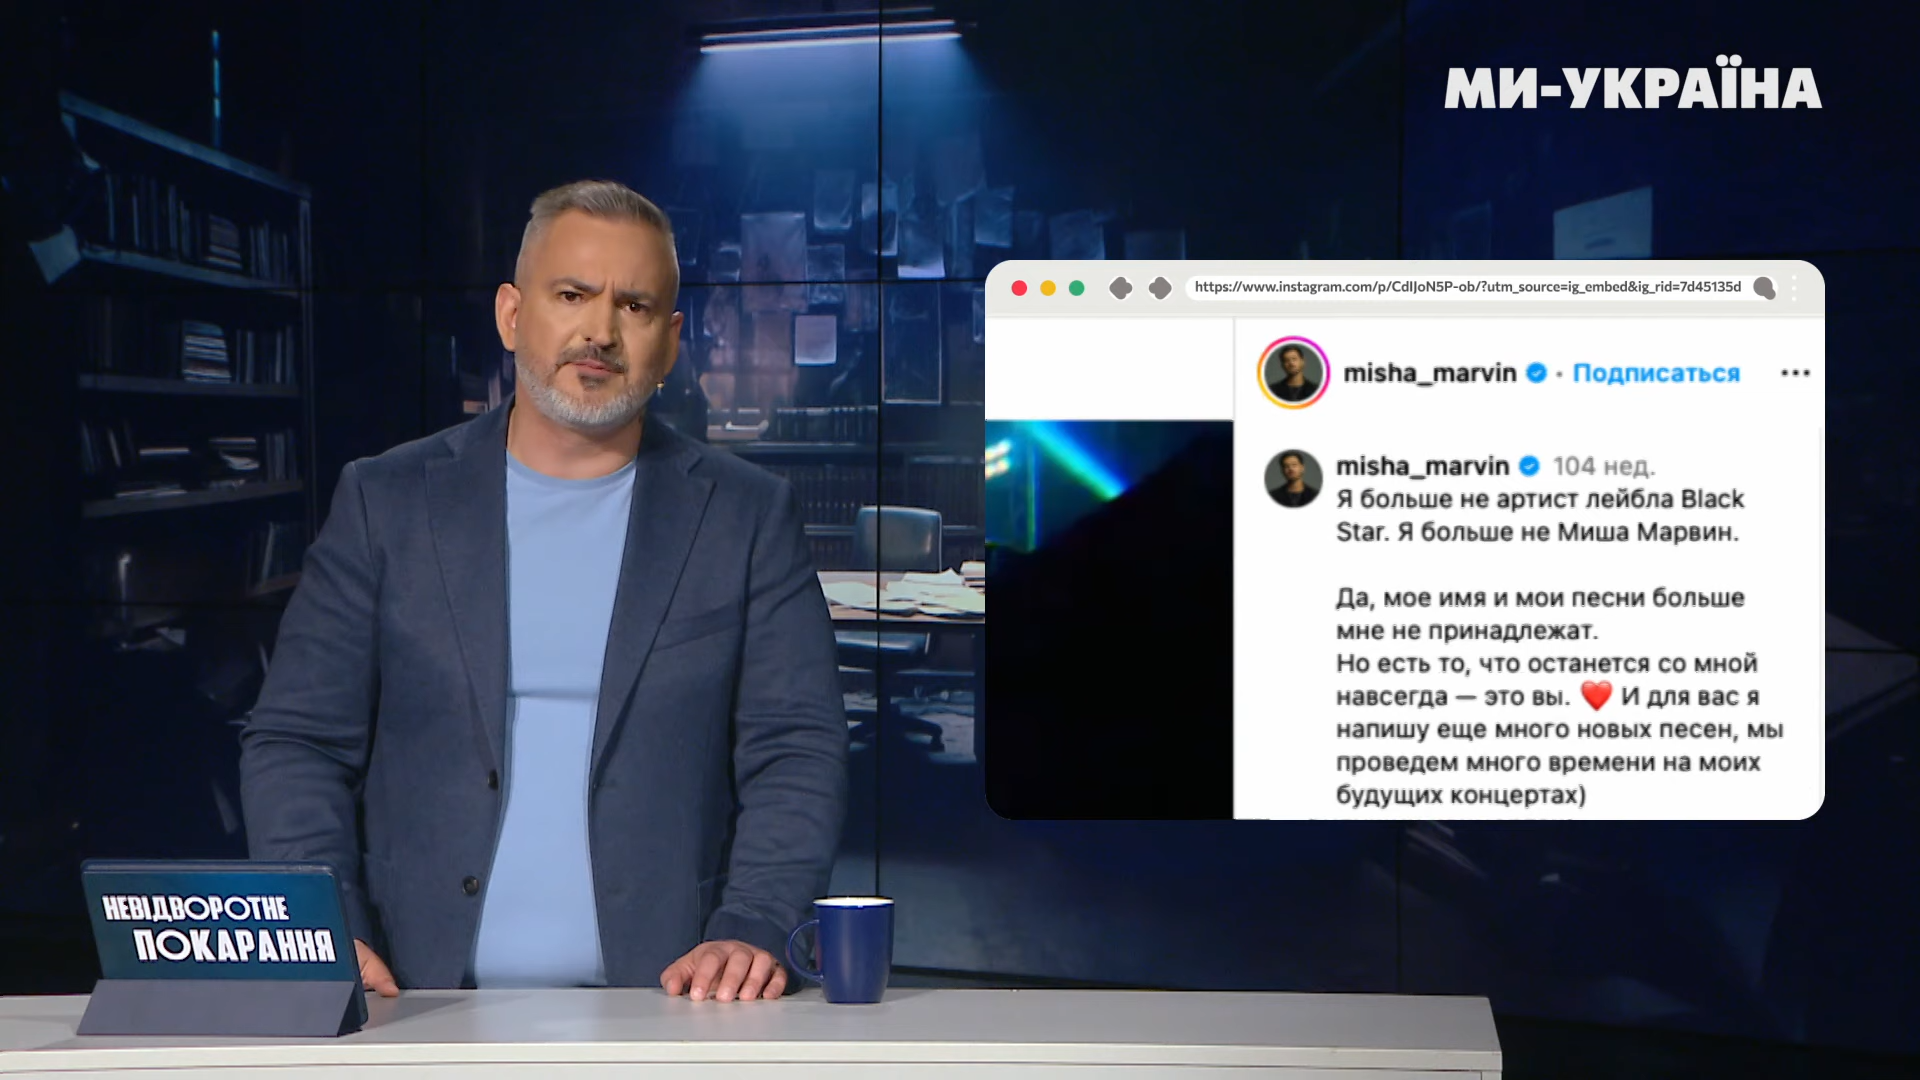 МИ-УКРАЇНА
https://www.instagram.com/p/CdIJoN5P-ob/?utm_source=ig_embed&ig_rid=7d45135d
misha_marvin • Подписаться •••
misha_marvin 104 нед.
Я больше не артист лейбла Black
Star. Я больше не Миша Марвин.
Да, мое имя и мои песни больше
мне не принадлежат.
Но есть то, что останется со мной
навсегда — это вы. ❤️ И для вас я
напишу еще много новых песен, мы
проведем много времени на моих
будущих концертах)
НЕВІДВОРОТНЕ
ПОКАРАННЯ